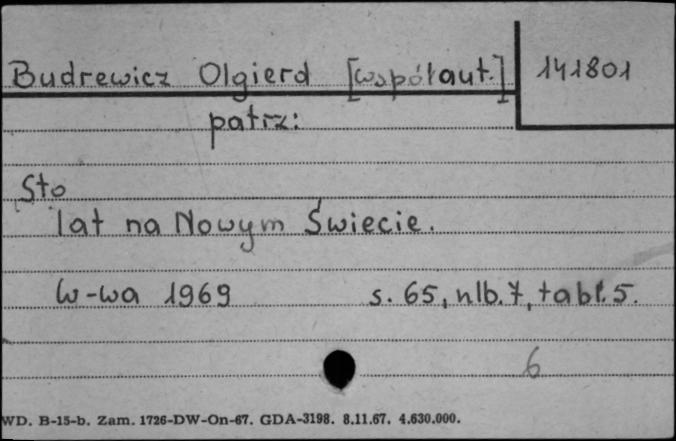 Budrewicz Olgierd [współaut.] 141801
patrz:
Sto
lat na Nowym Świecie.
W-wa 1969 s. 65, nlb. 7, tabl. 5.
6
WD. B-15-b. Zam. 1726-DW-On-67. GDA-3198. 8.11.67. 4.630.000.